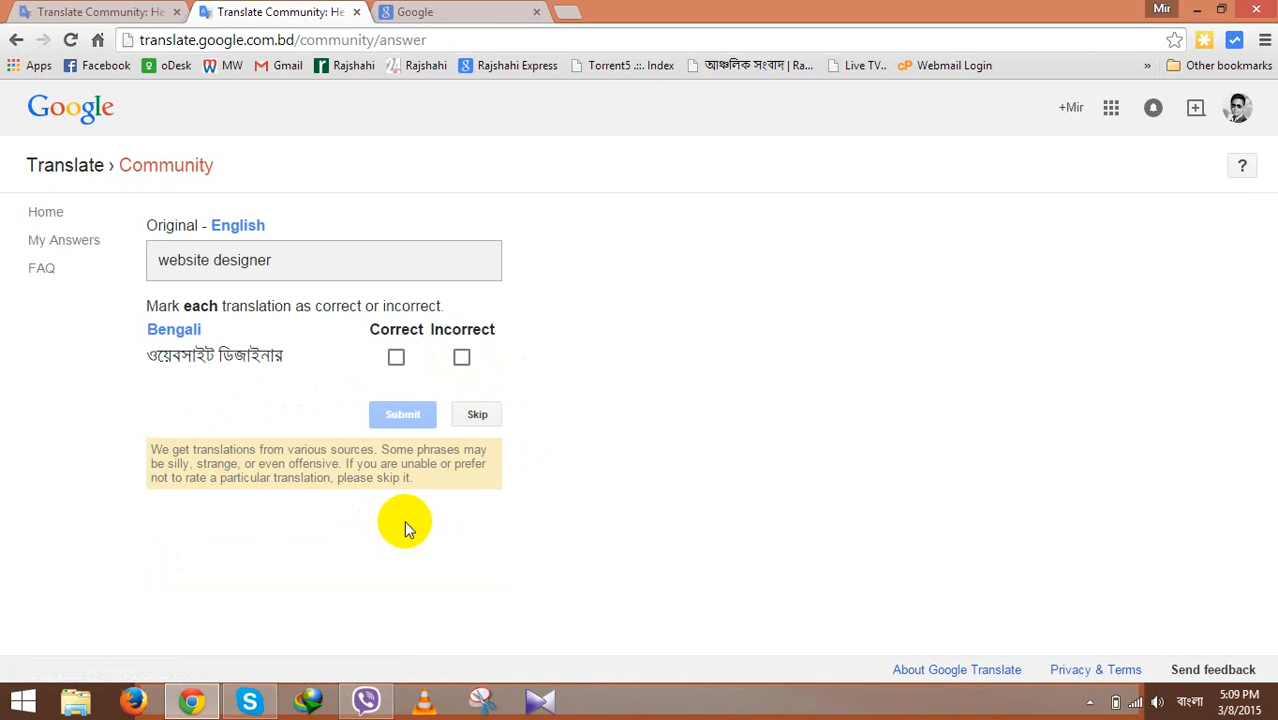 Translate Community: He
Translate Community: He
Google
Mir
translate.google.com.bd/community/answer
Apps
Facebook
oDesk
MW
Gmail
Rajshahi
Rajshahi
Rajshahi Express
Torrent5 .::. Index
আঞ্চলিক সংবাদ | Ra...
Live TV..
Webmail Login
»
Other bookmarks
Google
+Mir
Translate › Community
?
Home
My Answers
FAQ
Original - English
website designer
Mark each translation as correct or incorrect.
Bengali
Correct
Incorrect
ওয়েবসাইট ডিজাইনার
Submit
Skip
We get translations from various sources. Some phrases may
be silly, strange, or even offensive. If you are unable or prefer
not to rate a particular translation, please skip it.
About Google Translate
Privacy & Terms
Send feedback
বাংলা
5:09 PM
3/8/2015